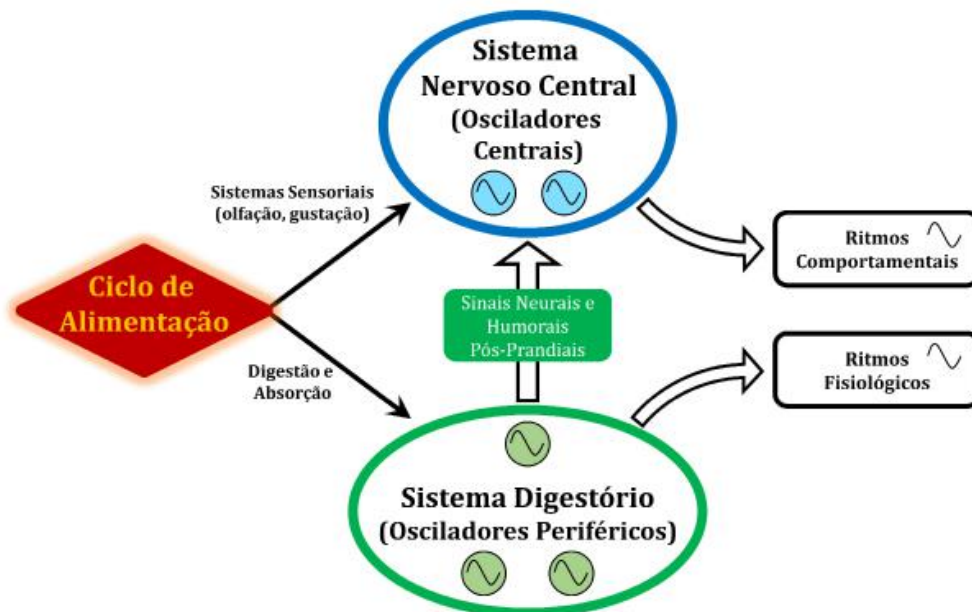 Sistema
Nervoso Central
(Osciladores
Centrais)
Sistemas Sensoriais
(olfação, gustação)
Ciclo de
Alimentação
Digestão e
Absorção
Sinais Neurais e
Humorais
Pós-Prandiais
Ritmos
Comportamentais
Ritmos
Fisiológicos
Sistema Digestório
(Osciladores Periféricos)